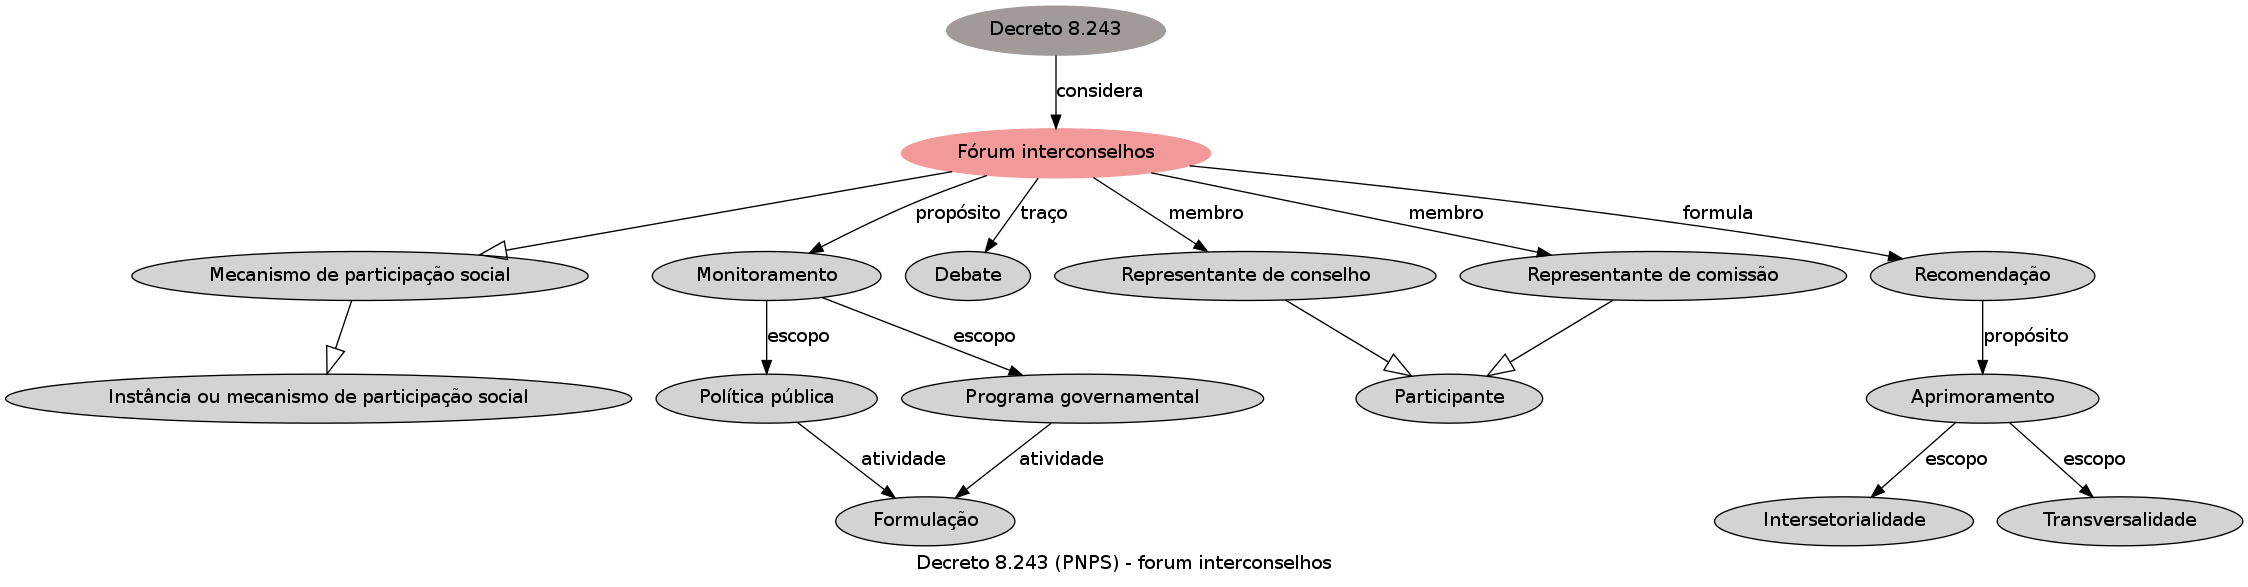 Decreto 8.243
considera
Fórum interconselhos
propósito
traço
membro
membro
formula
Mecanismo de participação social
Monitoramento
Debate
Representante de conselho
Representante de comissão
Recomendação
escopo
escopo
propósito
Instância ou mecanismo de participação social
Política pública
Programa governamental
Participante
Aprimoramento
atividade
atividade
escopo
escopo
Formulação
Intersetorialidade
Transversalidade
Decreto 8.243 (PNPS) - forum interconselhos